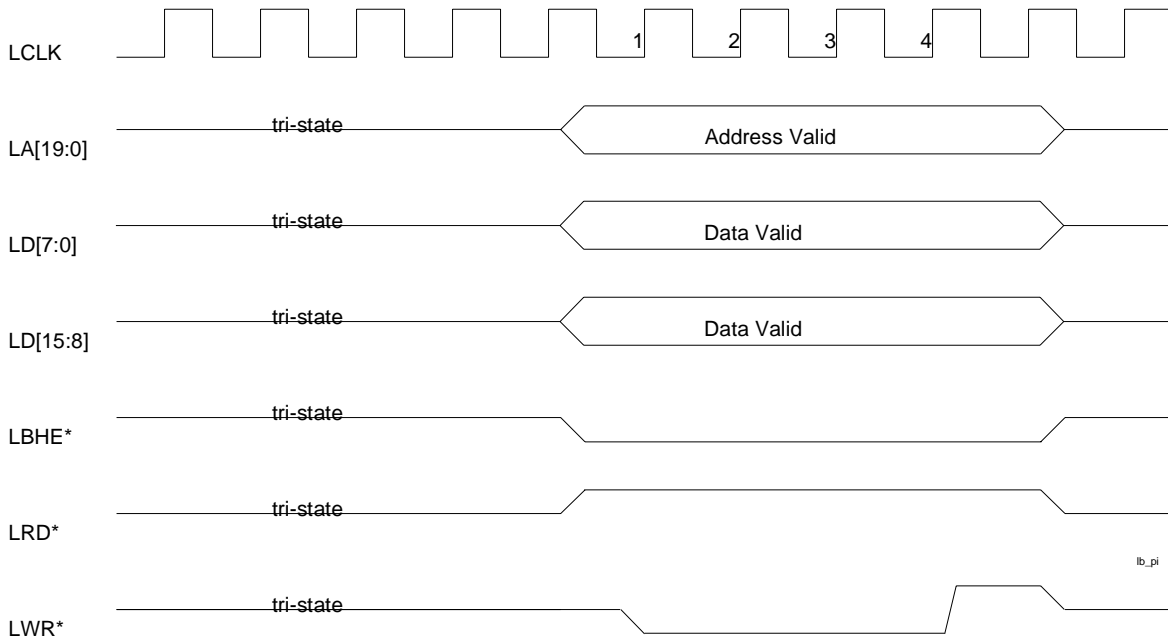 LCLK
1 2 3 4
LA[19:0]
tri-state
Address Valid
LD[7:0]
tri-state
Data Valid
LD[15:8]
tri-state
Data Valid
LBHE*
tri-state
LRD*
tri-state
lb_pi
LWR*
tri-state